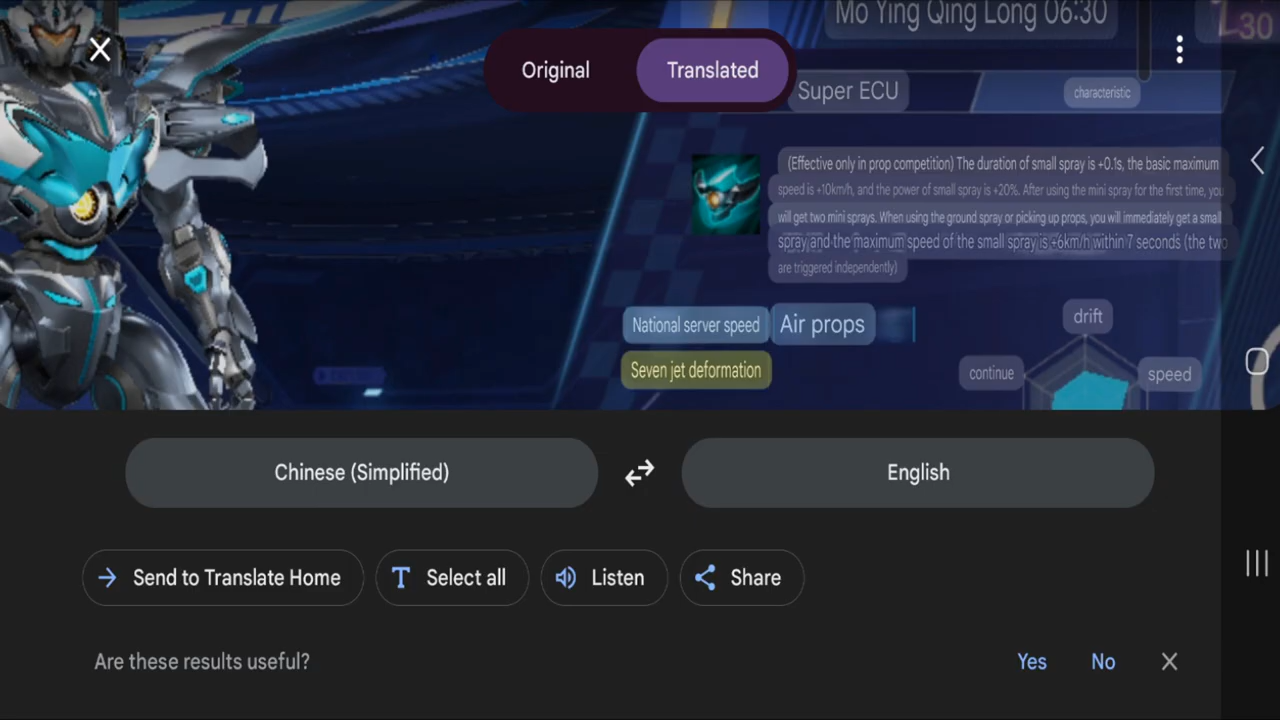 Mo Ying Qing Long 06:30
L30
Original
Translated
Super ECU
characteristic
(Effective only in prop competition) The duration of small spray is +0.1s, the basic maximum
speed is +10km/h, and the power of small spray is +20%. After using the mini spray for the first time, you
will get two mini sprays. When using the ground spray or picking up props, you will immediately get a small
spray and the maximum speed of the small spray is +6km/h within 7 seconds (the two
are triggered independently)
National server speed
Air props
drift
Seven jet deformation
continue
speed
Chinese (Simplified)
English
Send to Translate Home
Select all
Listen
Share
Are these results useful?
Yes
No